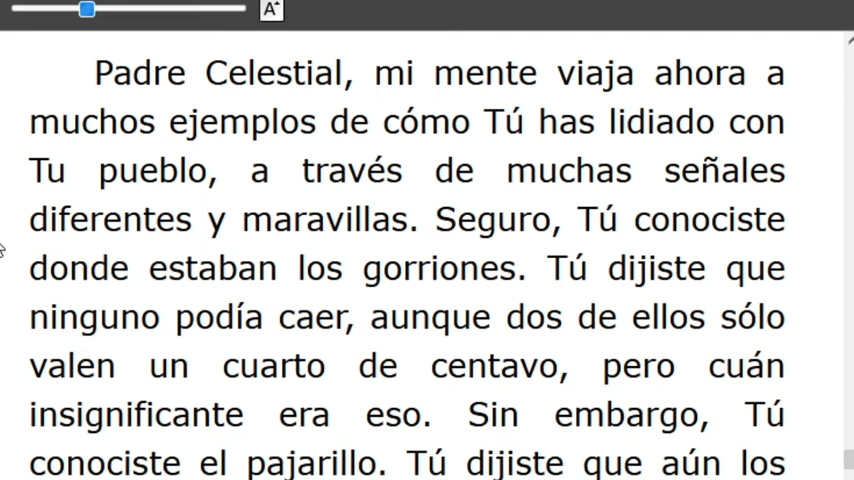 A
Padre Celestial, mi mente viaja ahora a
muchos ejemplos de cómo Tú has lidiado con
Tu pueblo, a través de muchas señales
diferentes y maravillas. Seguro, Tú conociste
donde estaban los gorriones. Tú dijiste que
ninguno podía caer, aunque dos de ellos sólo
valen un cuarto de centavo, pero cuán
insignificante era eso. Sin embargo, Tú
conociste el pajarillo. Tú dijiste que aún los